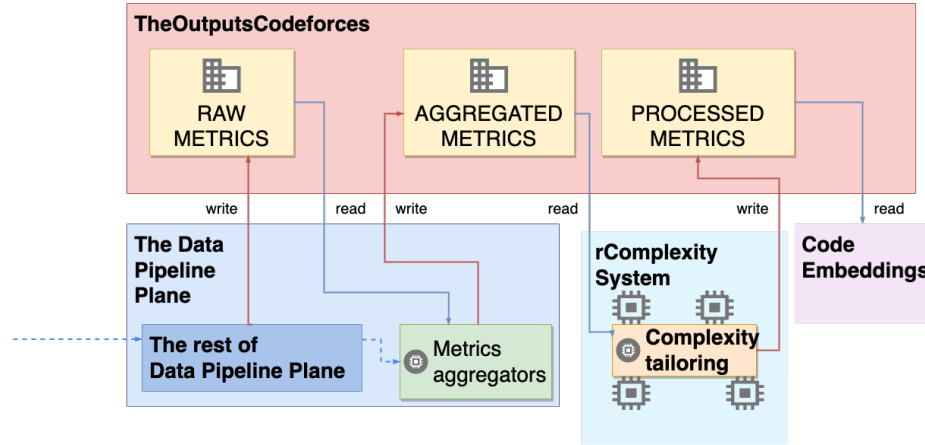 TheOutputsCodeforces
RAW
METRICS
AGGREGATED
METRICS
PROCESSED
METRICS
write
read
write
read
write
read
The Data
Pipeline
Plane
rComplexity
System
Code
Embeddings
The rest of
Data Pipeline Plane
Metrics
aggregators
Complexity
tailoring